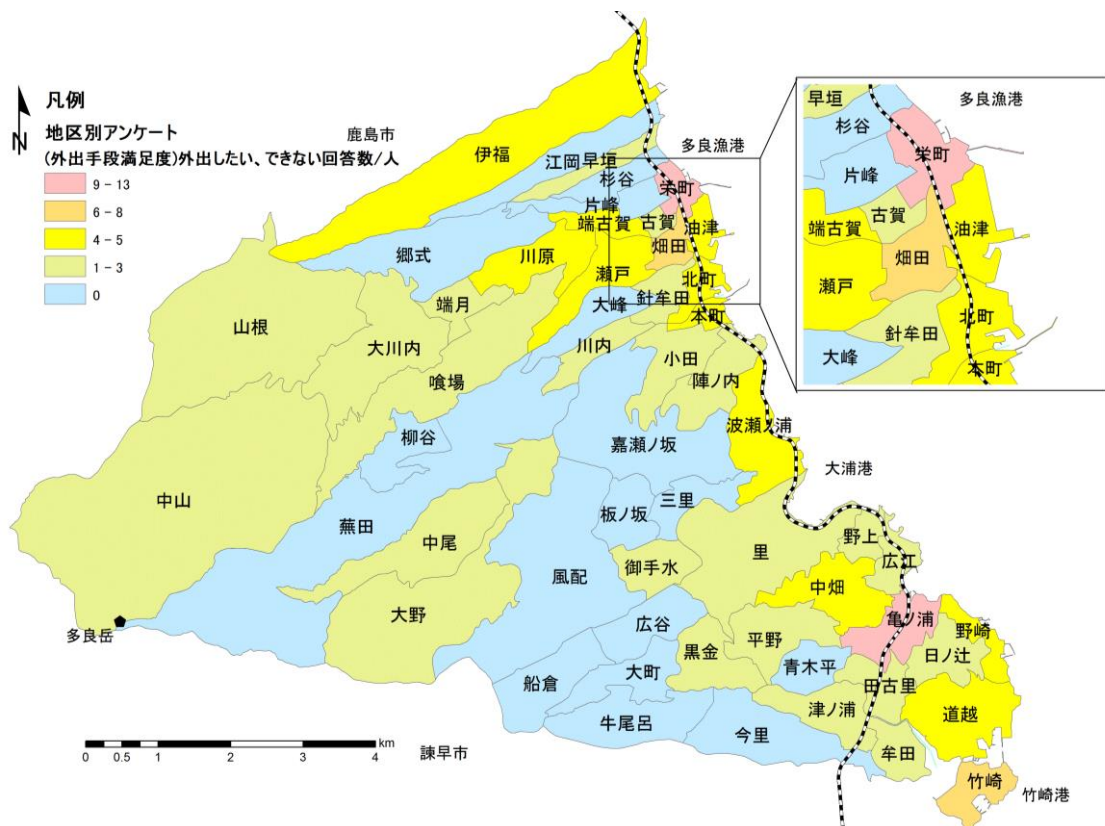 凡例
地区別アンケート
(外出手段満足度)外出したい、できない回答数/人
9 - 13
6 - 8
4 - 5
1 - 3
0
N
鹿島市
多良漁港
伊福
江岡
早垣
杉谷
栄町
片峰
端古賀
古賀
油津
畑田
郷式
川原
瀬戸
北町
端月
大峰
針牟田
本町
山根
大川内
川内
小田
陣ノ内
喰場
波瀬ノ浦
柳谷
嘉瀬ノ坂
大浦港
中山
三里
板ノ坂
蕪田
中尾
里
野上
広江
風配
御手水
中畑
大野
亀ノ浦
多良岳
広谷
平野
野崎
黒金
日ノ辻
青木平
大町
船倉
田古里
津ノ浦
道越
牛尾呂
今里
牟田
竹崎
竹崎港
諫早市
0 0.5 1 2 3 4
km
早垣
多良漁港
杉谷
栄町
片峰
古賀
端古賀
油津
畑田
瀬戸
北町
針牟田
大峰
本町